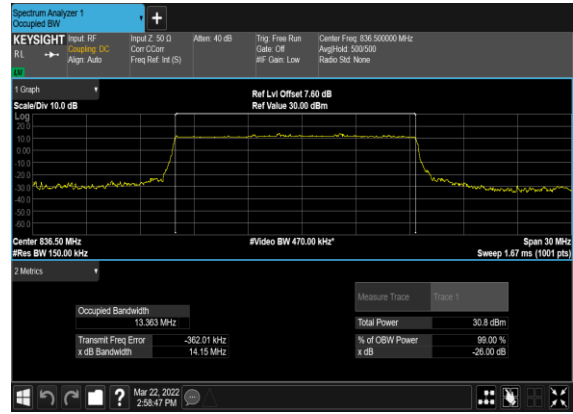 Spectrum Analyzer 1
Occupied BW
+
KEYSIGHT Input: RF Input Z: 50 Ω Atten: 40 dB Trig: Free Run Center Freq: 836.500000 MHz
RL Coupling: DC Corr CCorr Gate: Off Avg|Hold: 500/500
Align: Auto Freq Ref: Int (S) #IF Gain: Low Radio Std: None
1 Graph
Scale/Div 10.0 dB Ref Lvl Offset 7.60 dB
Ref Value 30.00 dBm
Log
20.0
10.0
0.00
-10.0
-20.0
-30.0
-40.0
-50.0
-60.0
Center 836.50 MHz #Video BW 470.00 kHz* Span 30 MHz
#Res BW 150.00 kHz Sweep 1.67 ms (1001 pts)
2 Metrics
Measure Trace Trace 1
Occupied Bandwidth
13.363 MHz Total Power 30.8 dBm
Transmit Freq Error -362.01 kHz % of OBW Power 99.00 %
x dB Bandwidth 14.15 MHz x dB -26.00 dB
? Mar 22, 2022
2:58:47 PM